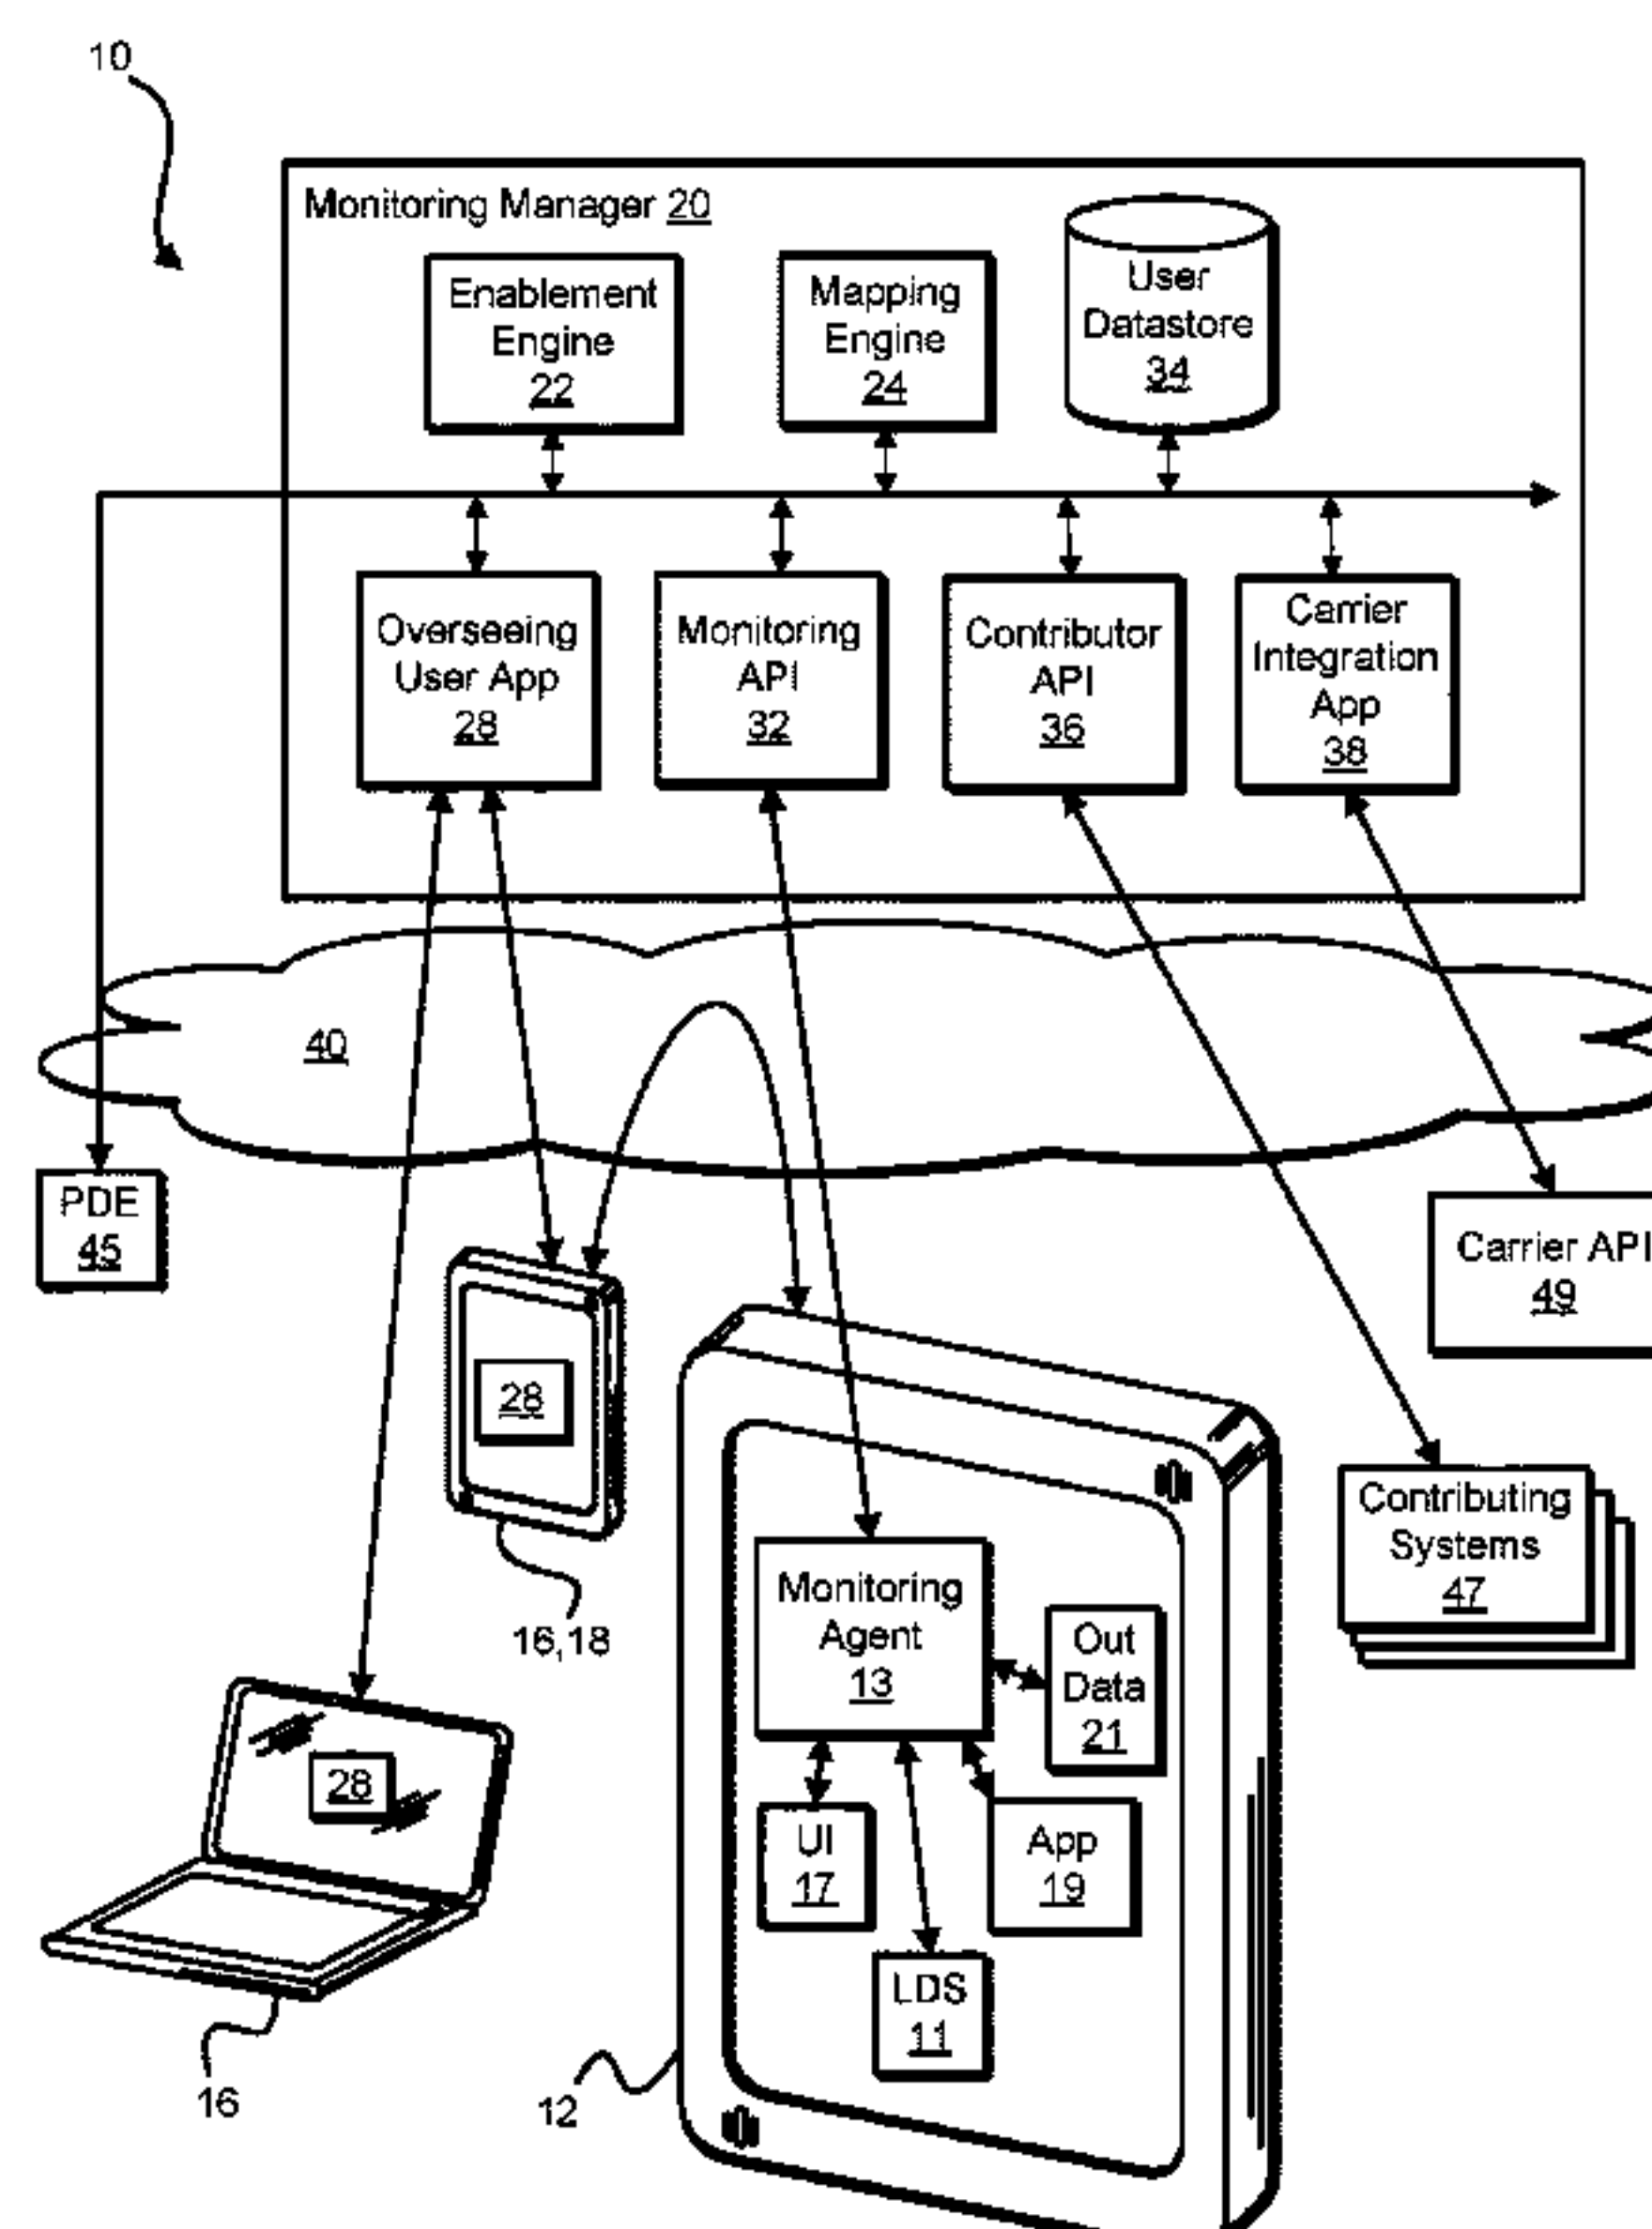 10
Monitoring Manager 20
Enablement
Engine
22
Mapping
Engine
24
User
Datastore
34
Overseeing
User App
28
Monitoring
API
32
Contributor
API
36
Carrier
Integration
App
38
40
PDE
45
Carrier API
49
28
16,18
Contributing
Systems
47
Monitoring
Agent
13
Out
Data
21
28
UI
17
App
19
LDS
11
16
12